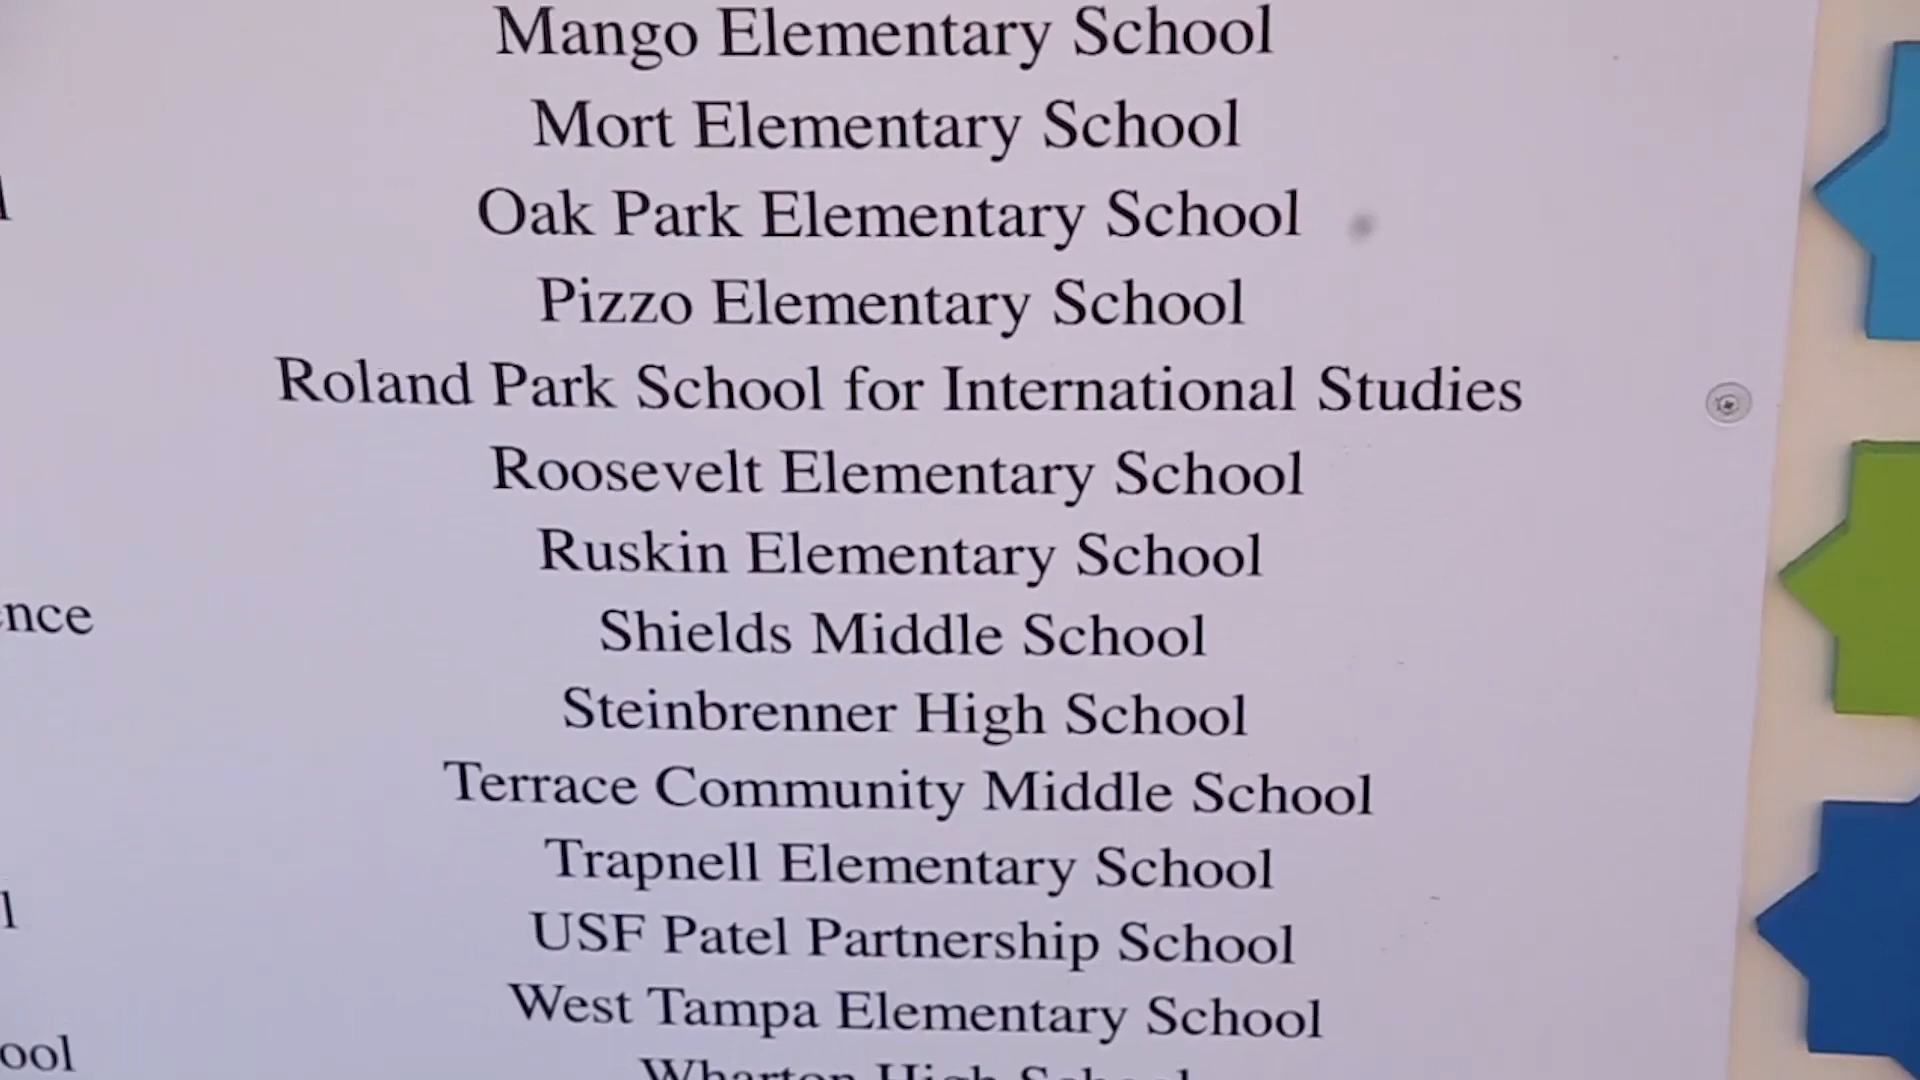 Mango Elementary School
Mort Elementary School
Oak Park Elementary School
Pizzo Elementary School
Roland Park School for International Studies
Roosevelt Elementary School
Ruskin Elementary School
Shields Middle School
Steinbrenner High School
Terrace Community Middle School
Trapnell Elementary School
USF Patel Partnership School
West Tampa Elementary School
Wharton High School